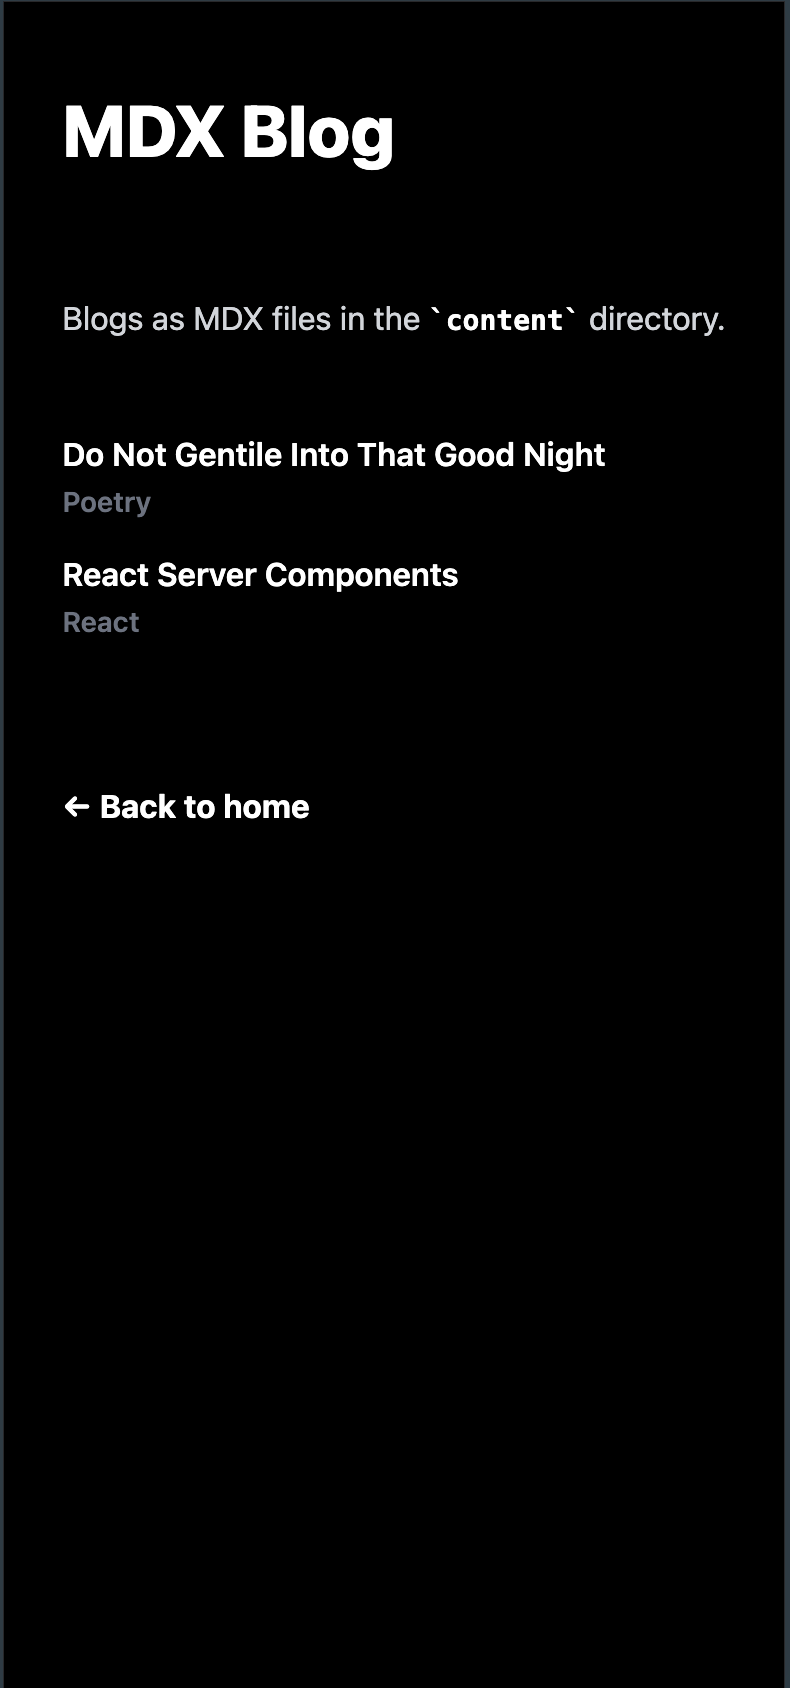 MDX Blog
Blogs as MDX files in the `content` directory.
Do Not Gentile Into That Good Night
Poetry
React Server Components
React
← Back to home